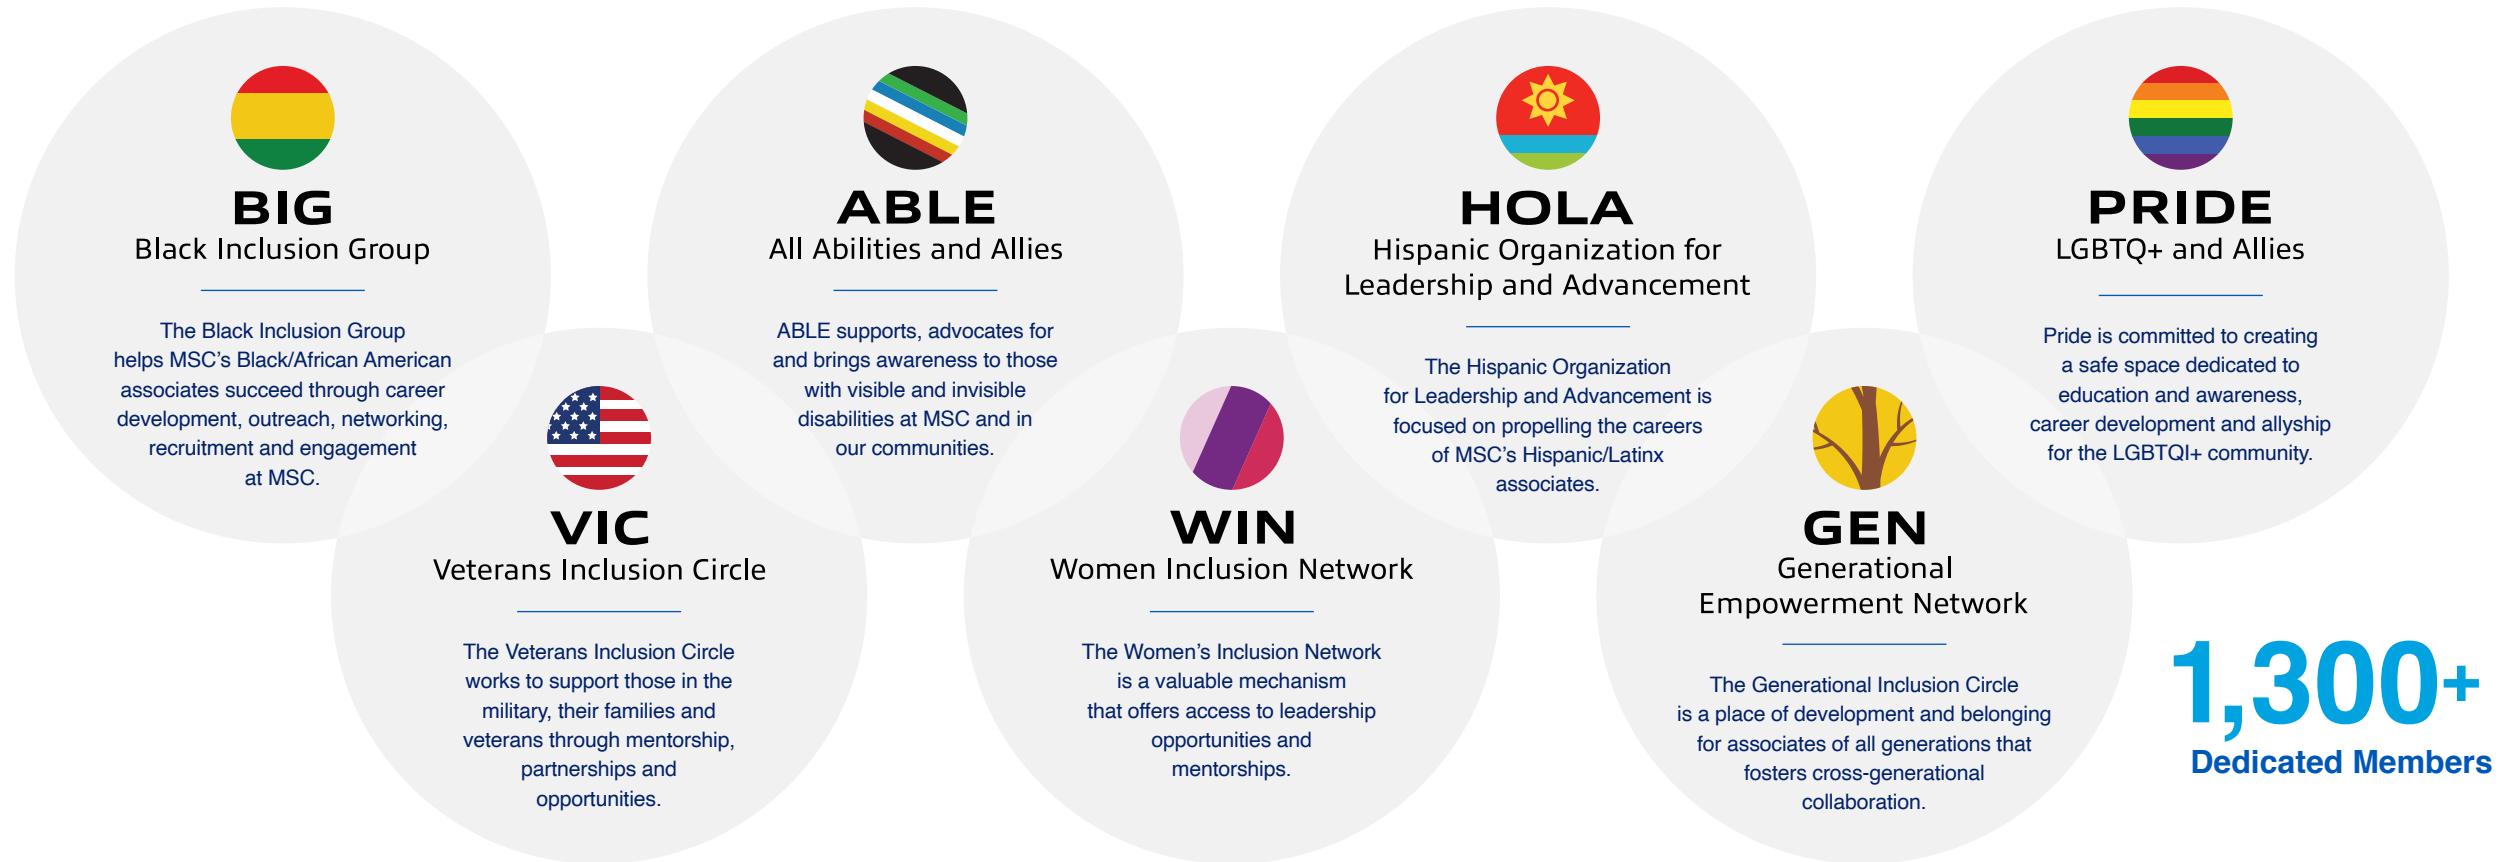 BIG
Black Inclusion Group
The Black Inclusion Group
helps MSC’s Black/African American
associates succeed through career
development, outreach, networking,
recruitment and engagement
at MSC.
VIC
Veterans Inclusion Circle
The Veterans Inclusion Circle
works to support those in the
military, their families and
veterans through mentorship,
partnerships and
opportunities.
ABLE
All Abilities and Allies
ABLE supports, advocates for
and brings awareness to those
with visible and invisible
disabilities at MSC and in
our communities.
WIN
Women Inclusion Network
The Women’s Inclusion Network
is a valuable mechanism
that offers access to leadership
opportunities and
mentorships.
HOLA
Hispanic Organization for
Leadership and Advancement
The Hispanic Organization
for Leadership and Advancement is
focused on propelling the careers
of MSC’s Hispanic/Latinx
associates.
GEN
Generational
Empowerment Network
The Generational Inclusion Circle
is a place of development and belonging
for associates of all generations that
fosters cross-generational
collaboration.
PRIDE
LGBTQ+ and Allies
Pride is committed to creating
a safe space dedicated to
education and awareness,
career development and allyship
for the LGBTQI+ community.
1,300+
Dedicated Members